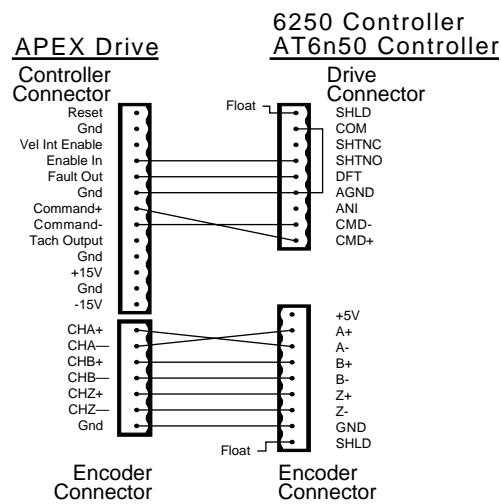 APEX Drive
6250 Controller
AT6n50 Controller
Controller
Connector
Reset
Gnd
Vel Int Enable
Enable In
Fault Out
Gnd
Command+
Command-
Tach Output
Gnd
+15V
Gnd
-15V
Drive
Connector
Float
SHLD
COM
SHTNC
SHTNO
DFT
AGND
ANI
CMD-
CMD+
CHA+
CHA—
CHB+
CHB—
CHZ+
CHZ—
Gnd
Encoder
Connector
+5V
A+
A-
B+
B-
Z+
Z-
GND
SHLD
Float
Encoder
Connector